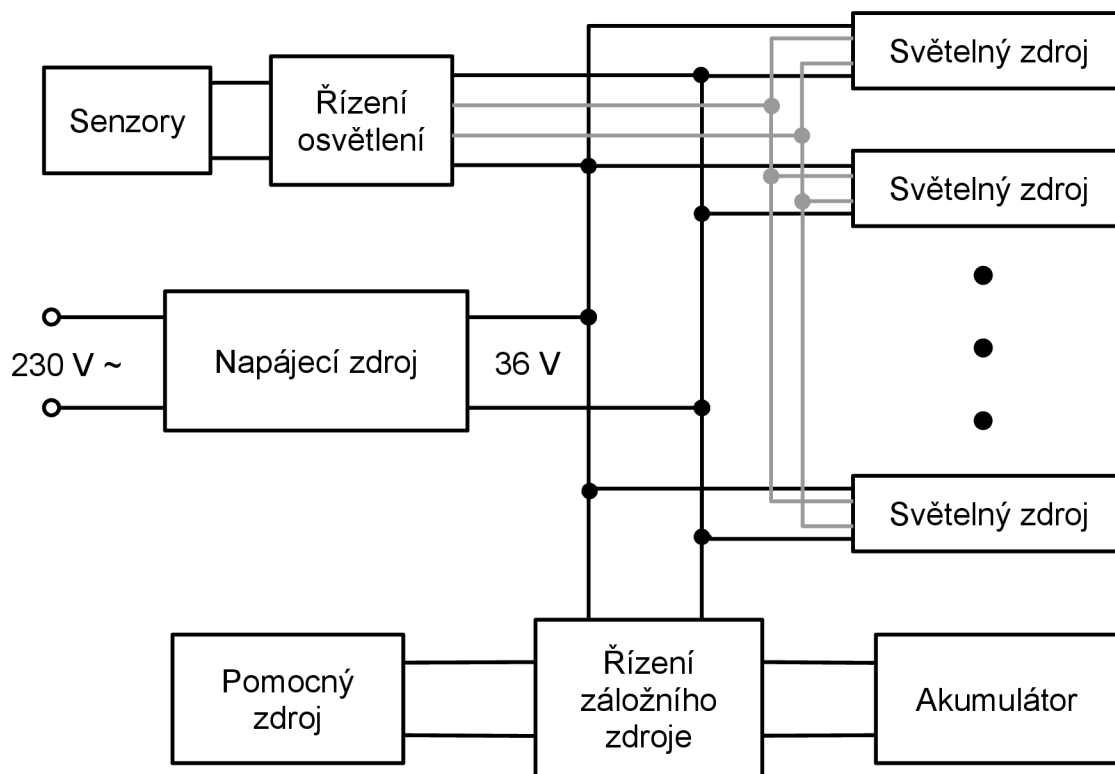 Světelný zdroj
Senzory
Řízení
osvětlení
Světelný zdroj
230 V ~
Napájecí zdroj
36 V
Světelný zdroj
Pomocný
zdroj
Řízení
záložního
zdroje
Akumulátor